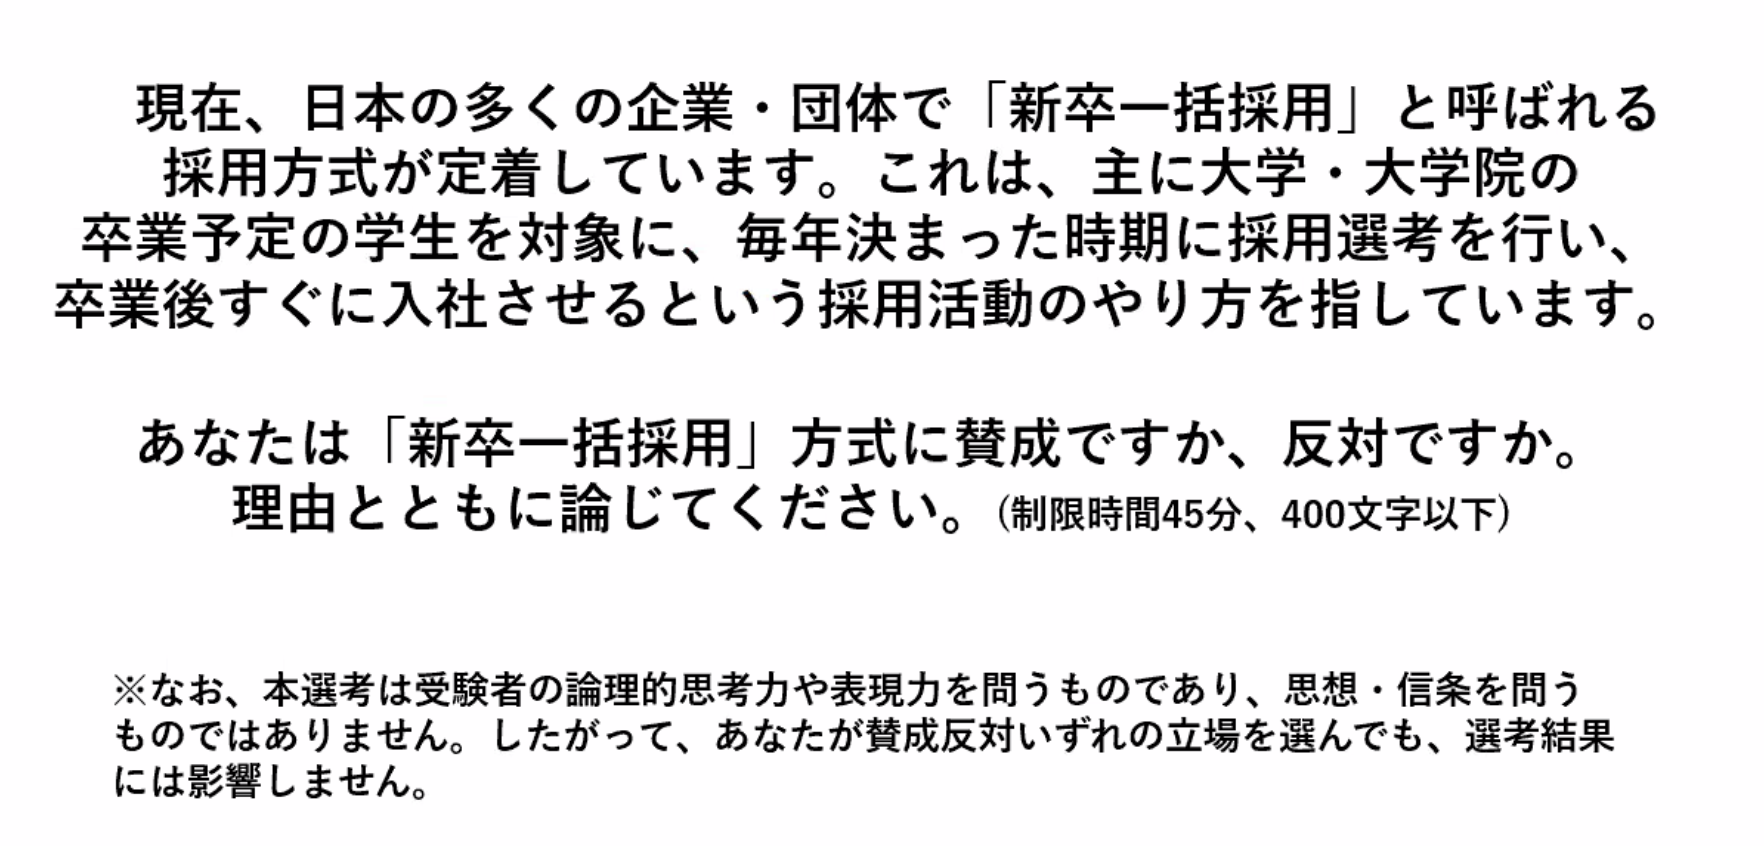 現在、日本の多くの企業・団体で「新卒一括採用」と呼ばれる
採用方式が定着しています。これは、主に大学・大学院の
卒業予定の学生を対象に、毎年決まった時期に採用選考を行い、
卒業後すぐに入社させるという採用活動のやり方を指しています。
あなたは「新卒一括採用」方式に賛成ですか、反対ですか。
理由とともに論じてください。(制限時間45分、400文字以下)
※なお、本選考は受験者の論理的思考力や表現力を問うものであり、思想・信条を問う
ものではありません。したがって、あなたが賛成反対いずれの立場を選んでも、選考結果
には影響しません。